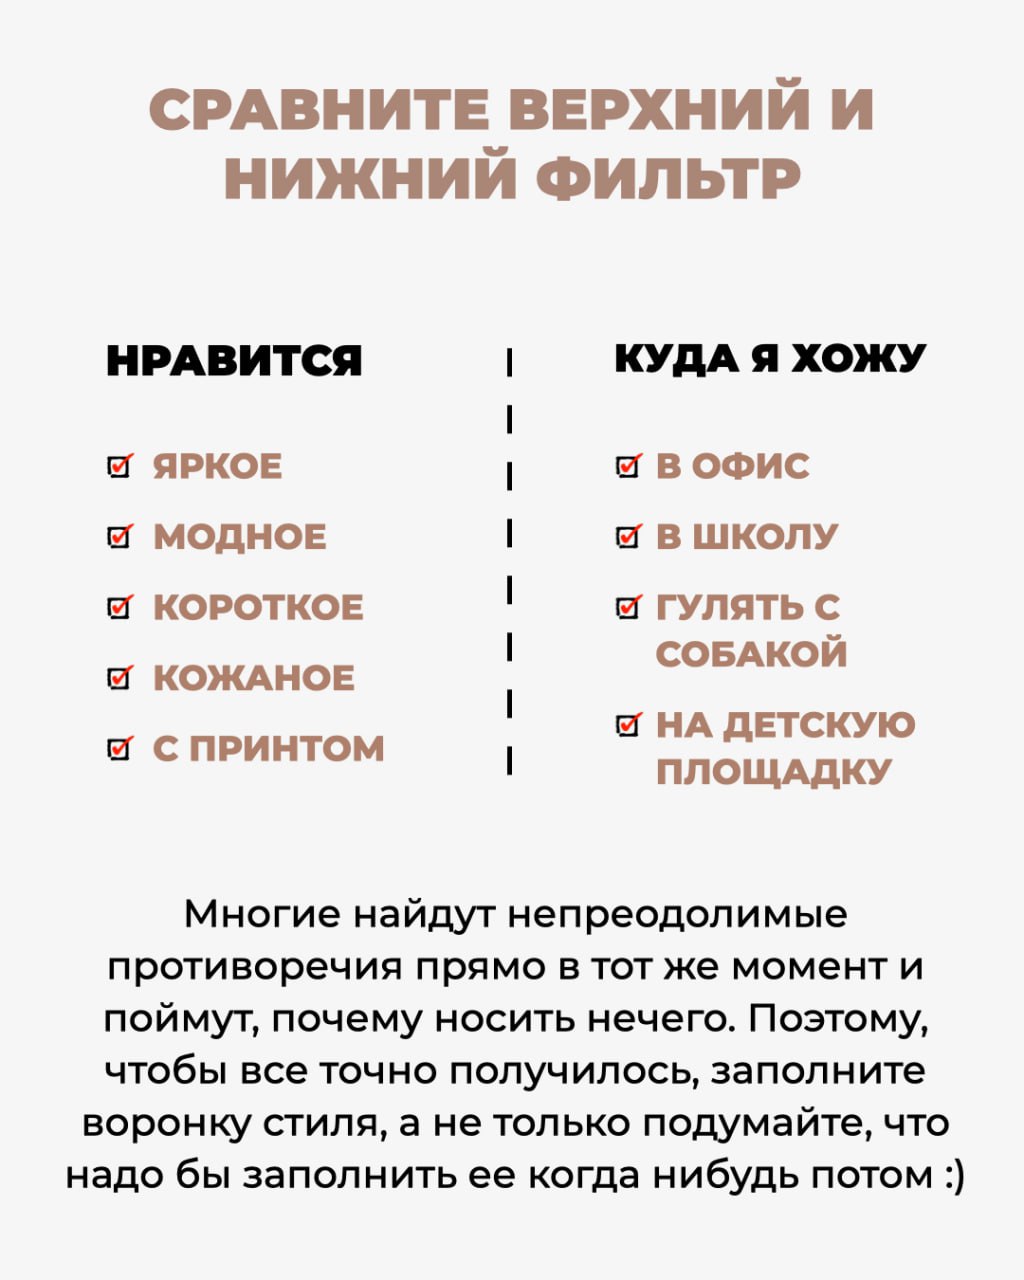 СРАВНИТЕ ВЕРХНИЙ И
НИЖНИЙ ФИЛЬТР
НРАВИТСЯ
ЯРКОЕ
МОДНОЕ
КОРОТКОЕ
КОЖАНОЕ
С ПРИНТОМ
КУДА Я ХОЖУ
В ОФИС
В ШКОЛУ
ГУЛЯТЬ С
СОБАКОЙ
НА ДЕТСКУЮ
ПЛОЩАДКУ
Многие найдут непреодолимые
противоречия прямо в тот же момент и
поймут, почему носить нечего. Поэтому,
чтобы все точно получилось, заполните
воронку стиля, а не только подумайте, что
надо бы заполнить ее когда нибудь потом :)